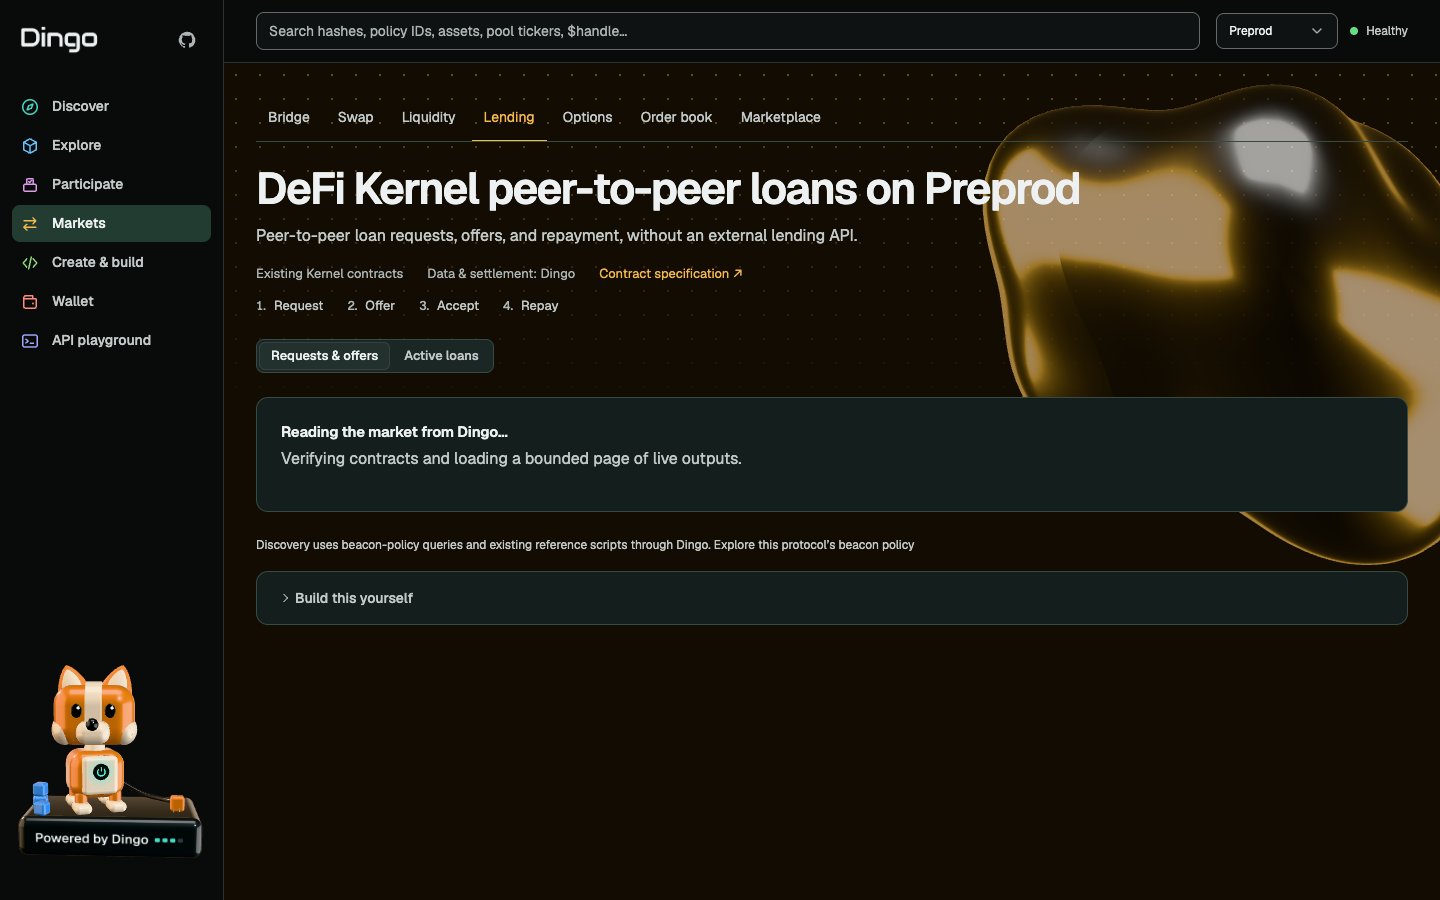 Dingo
Search hashes, policy IDs, assets, pool tickers, $handle...
Preprod
Healthy
Discover
Explore
Participate
Markets
Create & build
Wallet
API playground
Bridge Swap Liquidity Lending Options Order book Marketplace
DeFi Kernel peer-to-peer loans on Preprod
Peer-to-peer loan requests, offers, and repayment, without an external lending API.
Existing Kernel contracts Data & settlement: Dingo Contract specification ↗
1. Request 2. Offer 3. Accept 4. Repay
Requests & offers Active loans
Reading the market from Dingo...
Verifying contracts and loading a bounded page of live outputs.
Discovery uses beacon-policy queries and existing reference scripts through Dingo. Explore this protocol’s beacon policy
Build this yourself
Powered by Dingo